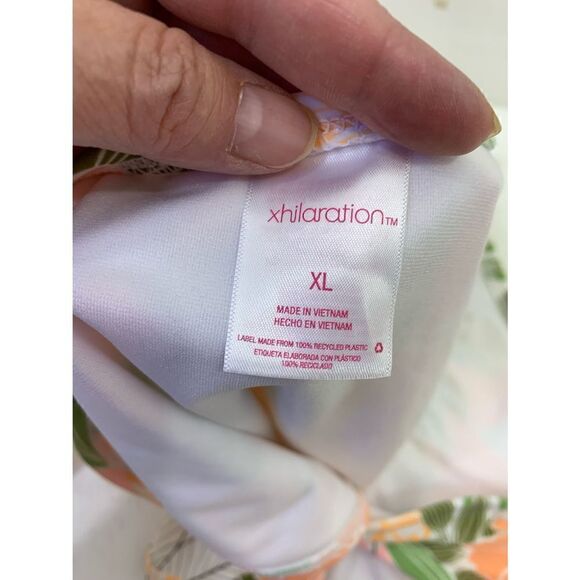 xhilaration™
XL
MADE IN VIETNAM
HECHO EN VIETNAM
LABEL MADE FROM 100% RECYCLED PLASTIC
ETIQUETA ELABORADA CON PLÁSTICO
100% RECICLADO